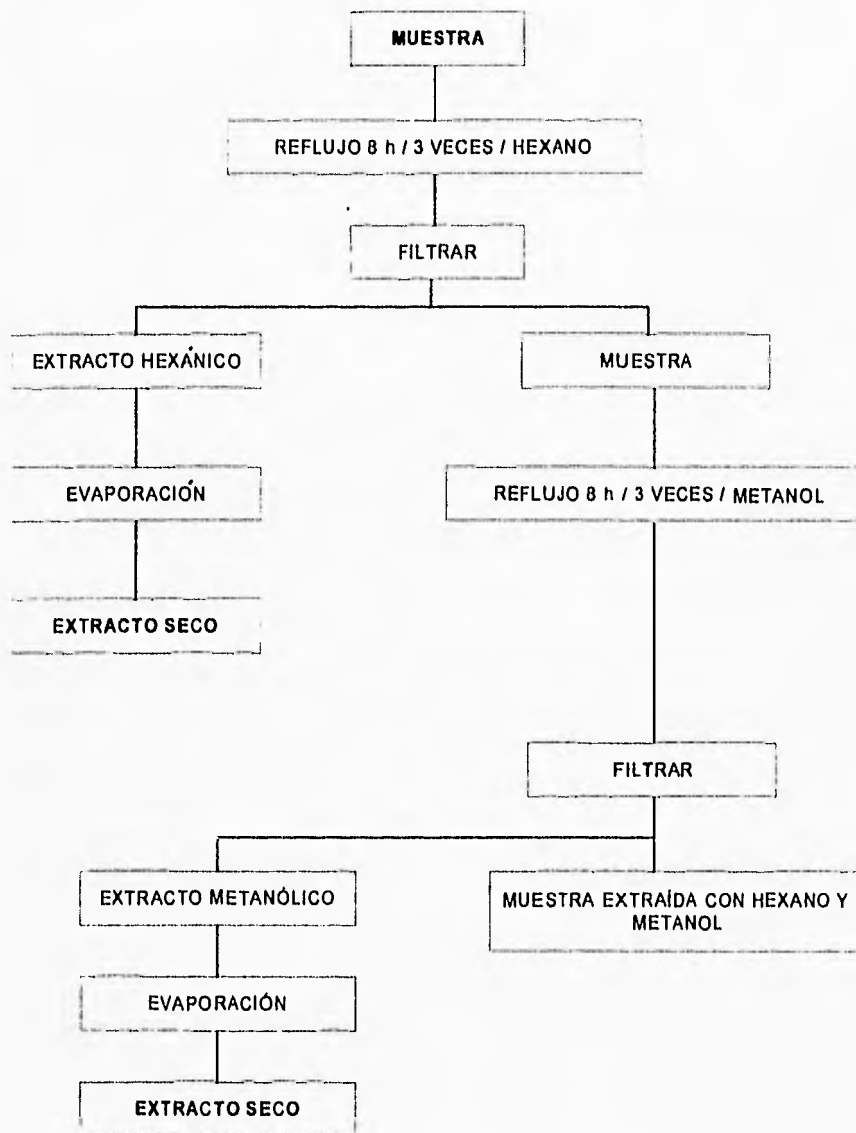 MUESTRA
REFLUJO 8 h / 3 VECES / HEXANO
FILTRAR
EXTRACTO HEXÁNICO
MUESTRA
EVAPORACIÓN
REFLUJO 8 h / 3 VECES / METANOL
EXTRACTO SECO
FILTRAR
EXTRACTO METANÓLICO
MUESTRA EXTRAÍDA CON HEXANO Y
METANOL
EVAPORACIÓN
EXTRACTO SECO